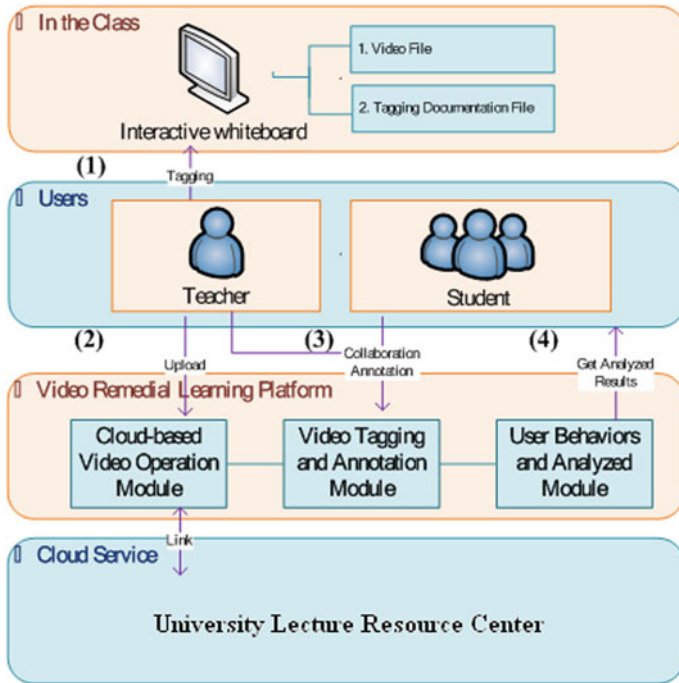 In the Class
1. Video File
2. Tagging Documentation File
Interactive whiteboard
(1)
Tagging
Users
Teacher
Student
(2)
(3)
(4)
Upload
Collaboration
Annotation
Get Analyzed
Results
Video Remedial Learning Platform
Cloud-based
Video Operation
Module
Video Tagging
and Annotation
Module
User Behaviors
and Analyzed
Module
Link
Cloud Service
University Lecture Resource Center